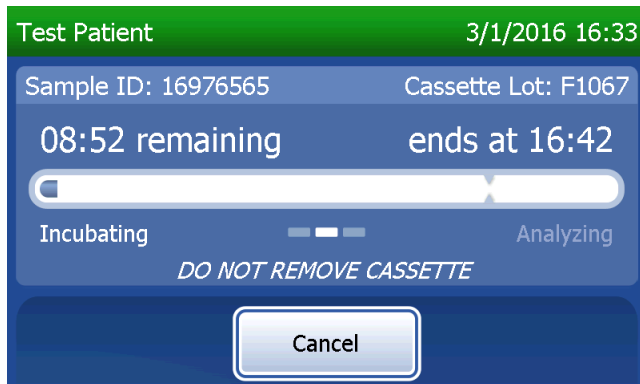 Test Patient 3/1/2016 16:33
Sample ID: 16976565 Cassette Lot: F1067
08:52 remaining ends at 16:42
Incubating Analyzing
DO NOT REMOVE CASSETTE
Cancel